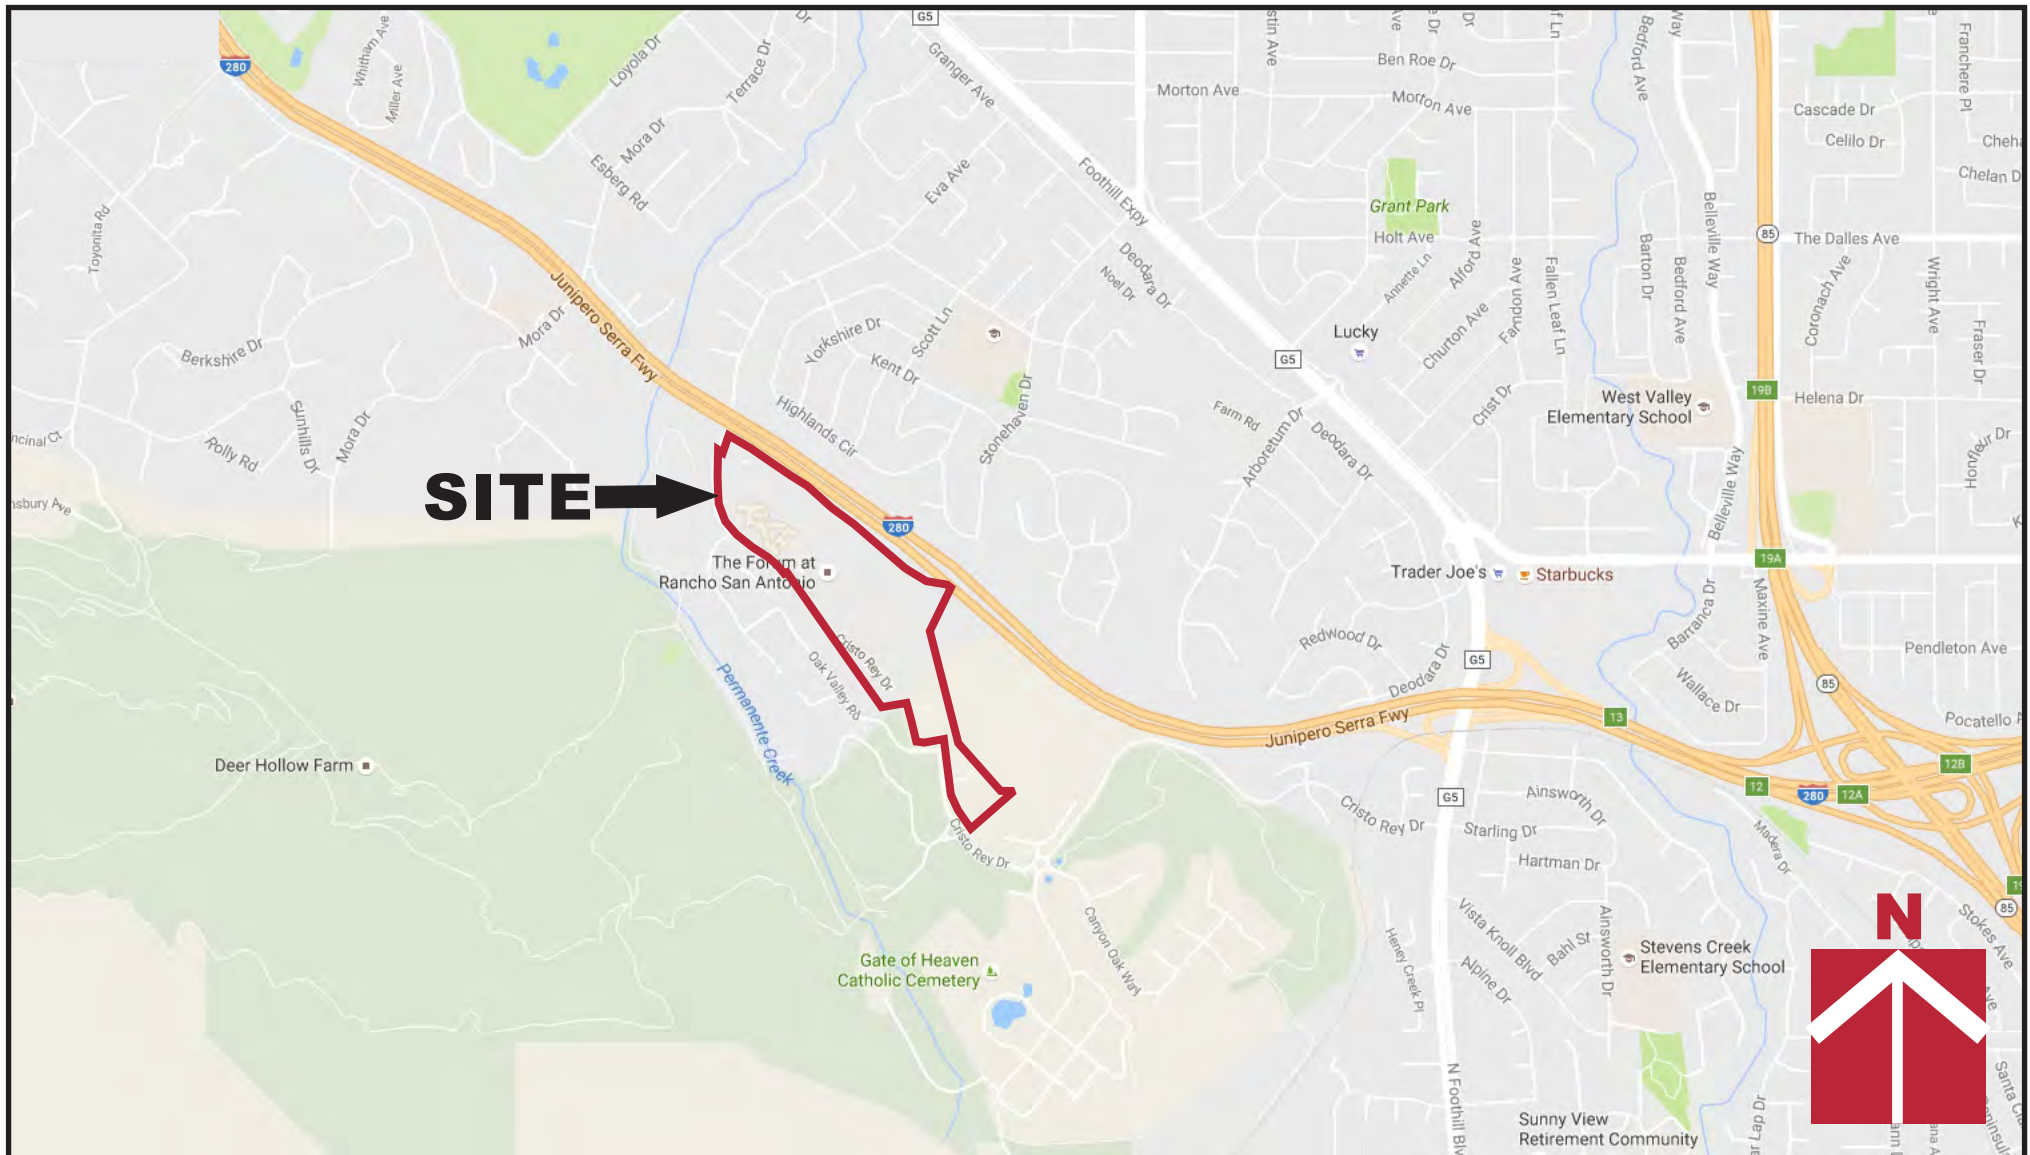 G5
280
Whitham Ave
Miller Ave
Loyola Dr
Terrace Dr
Dr
Granger Ave
Morton Ave
Ben Roe Dr
Morton Ave
Dr
Bedford Ave
Way
Franchere Pl
Cascade Dr
Celilo Dr
Mora Dr
Esberg Rd
Eva Ave
Foothill Expy
Grant Park
Holt Ave
Belleville Way
85
The Dalles Ave
Toyonita Rd
Junipero Serra Fwy
Mora Dr
Deodara Dr
Noel Dr
Annette Ln
Alford Ave
Farndon Ave
Fallen Leaf Ln
Barton Dr
Bedford Ave
Coronach Ave
Wright Ave
Fraser Dr
Berkshire Dr
Yorkshire Dr
Scott Ln
Kent Dr
G5
Lucky
Churton Ave
Crist Dr
West Valley
Elementary School
19B
Helena Dr
Highlands Cir
Stonehaven Dr
Farm Rd
Arboretum Dr
Deodara Dr
Sunhills Dr
Rolly Rd
Mora Dr
Belleville Way
SITE
280
19A
The Forum at
Rancho San Antonio
Trader Joe's
Starbucks
Maxine Ave
Barranca Dr
Redwood Dr
Deodara Dr
G5
Pendleton Ave
Cristo Rey Dr
Oak Valley Rd
Permanente Creek
Wallace Dr
85
Junipero Serra Fwy
13
Pocatello
Deer Hollow Farm
12B
12
280
12A
G5
Ainsworth Dr
Cristo Rey Dr
Starling Dr
Hartman Dr
Madera Dr
Cristo Rey Dr
85
N
Stokes Ave
Canyon Oak Way
Vista Knoll Blvd
Bahl St
Ainsworth Dr
Alpine Dr
Heney Creek Pl
Gate of Heaven
Catholic Cemetery
Stevens Creek
Elementary School
N Foothill
Sunny View
Retirement Community
Lap Dr